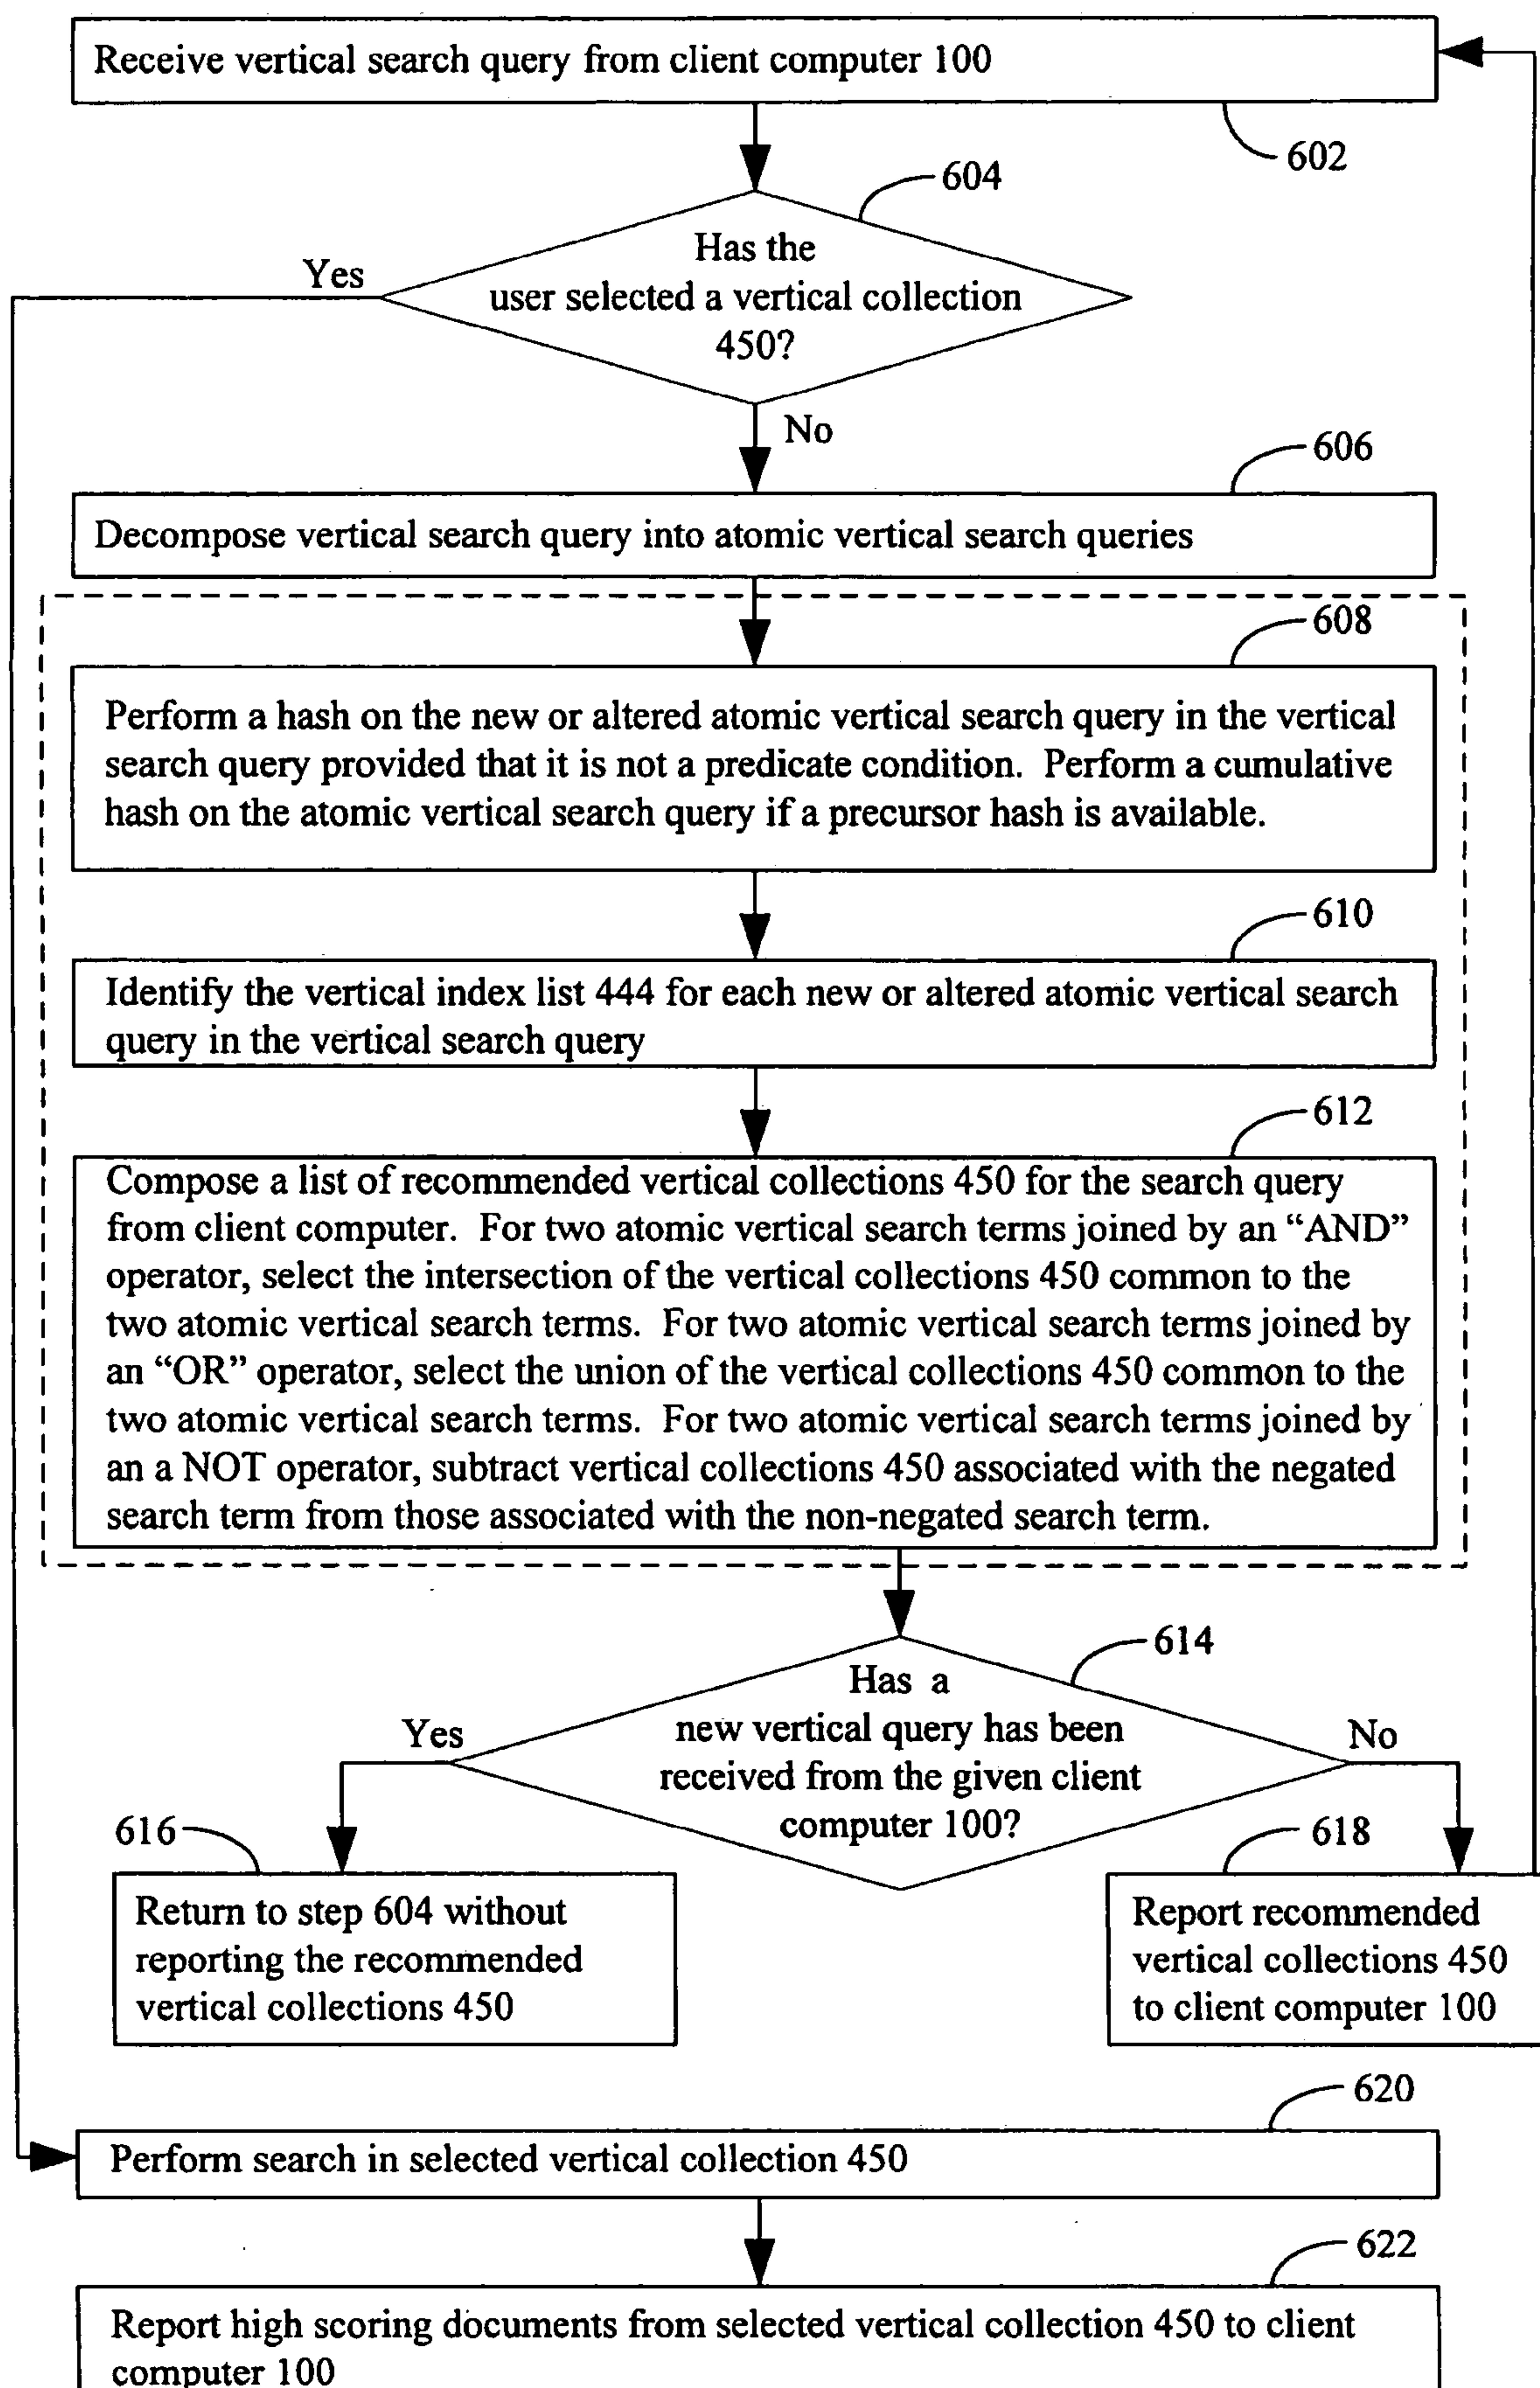 Receive vertical search query from client computer 100
602
604
Has the
user selected a vertical collection
450?
Yes
No
606
Decompose vertical search query into atomic vertical search queries
608
Perform a hash on the new or altered atomic vertical search query in the vertical
search query provided that it is not a predicate condition. Perform a cumulative
hash on the atomic vertical search query if a precursor hash is available.
610
Identify the vertical index list 444 for each new or altered atomic vertical search
query in the vertical search query
612
Compose a list of recommended vertical collections 450 for the search query
from client computer. For two atomic vertical search terms joined by an “AND”
operator, select the intersection of the vertical collections 450 common to the
two atomic vertical search terms. For two atomic vertical search terms joined by
an “OR” operator, select the union of the vertical collections 450 common to the
two atomic vertical search terms. For two atomic vertical search terms joined by
an a NOT operator, subtract vertical collections 450 associated with the negated
search term from those associated with the non-negated search term.
614
Has a
new vertical query has been
received from the given client
computer 100?
Yes
No
616
Return to step 604 without
reporting the recommended
vertical collections 450
618
Report recommended
vertical collections 450
to client computer 100
620
Perform search in selected vertical collection 450
622
Report high scoring documents from selected vertical collection 450 to client
computer 100